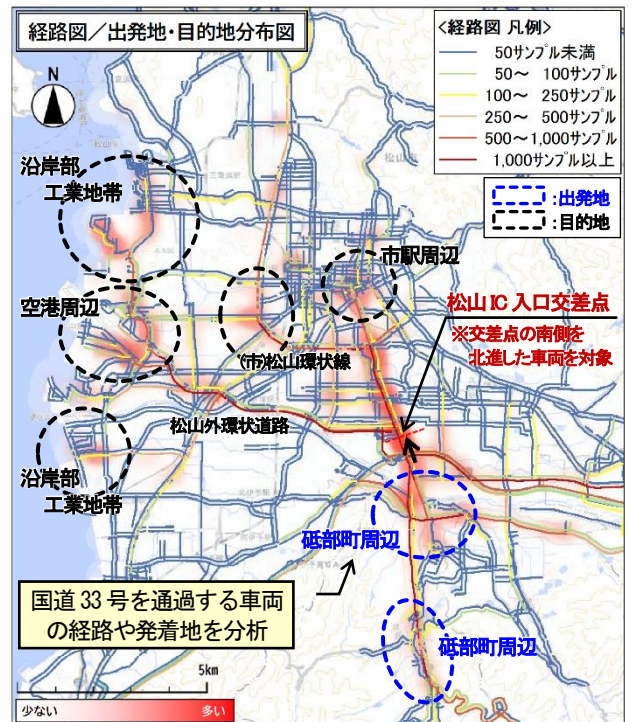 経路図／出発地・目的地分布図
N
<経路図 凡例>
50サンプル未満
50～ 100サンプル
100～ 250サンプル
250～ 500サンプル
500～1,000サンプル
1,000サンプル以上
:出発地
:目的地
沿岸部
工業地帯
市駅周辺
空港周辺
松山IC入口交差点
※交差点の南側を
北進した車両を対象
(市)松山環状線
松山外環状道路
沿岸部
工業地帯
砥部町周辺
国道33号を通過する車両
の経路や発着地を分析
砥部町周辺
5km
少ない
多い